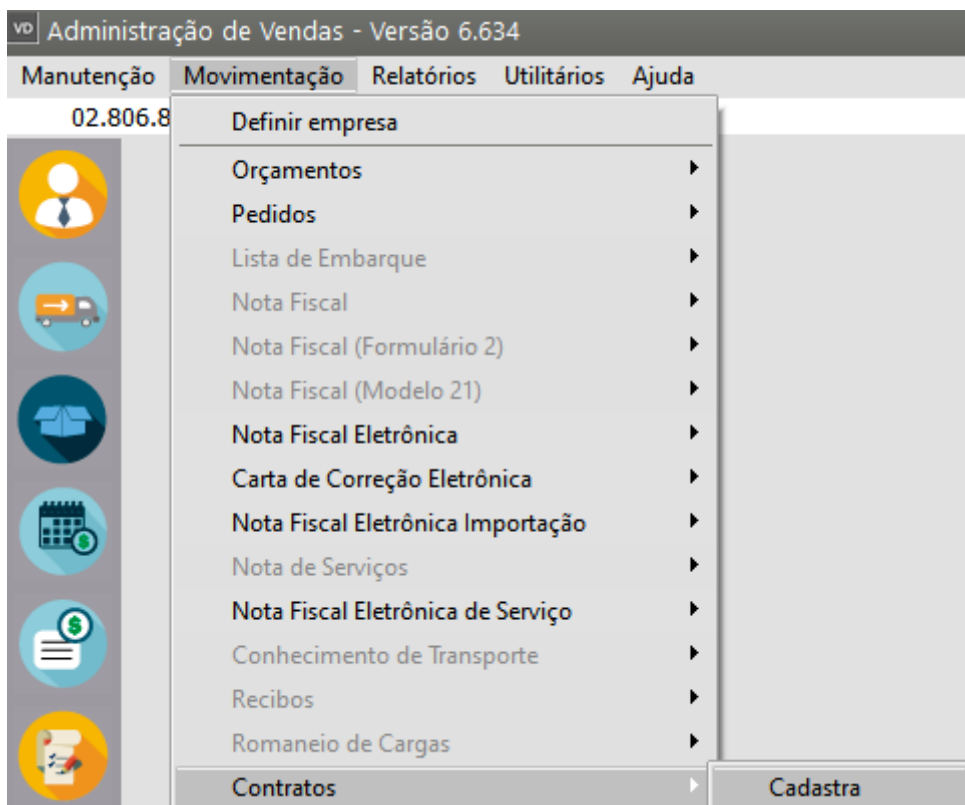 VD Administração de Vendas - Versão 6.634
Manutenção Movimentação Relatórios Utilitários Ajuda
02.806.8
Definir empresa
Orçamentos
Pedidos
Lista de Embarque
Nota Fiscal
Nota Fiscal (Formulário 2)
Nota Fiscal (Modelo 21)
Nota Fiscal Eletrônica
Carta de Correção Eletrônica
Nota Fiscal Eletrônica Importação
Nota de Serviços
Nota Fiscal Eletrônica de Serviço
Conhecimento de Transporte
Recibos
Romaneio de Cargas
Contratos Cadastra